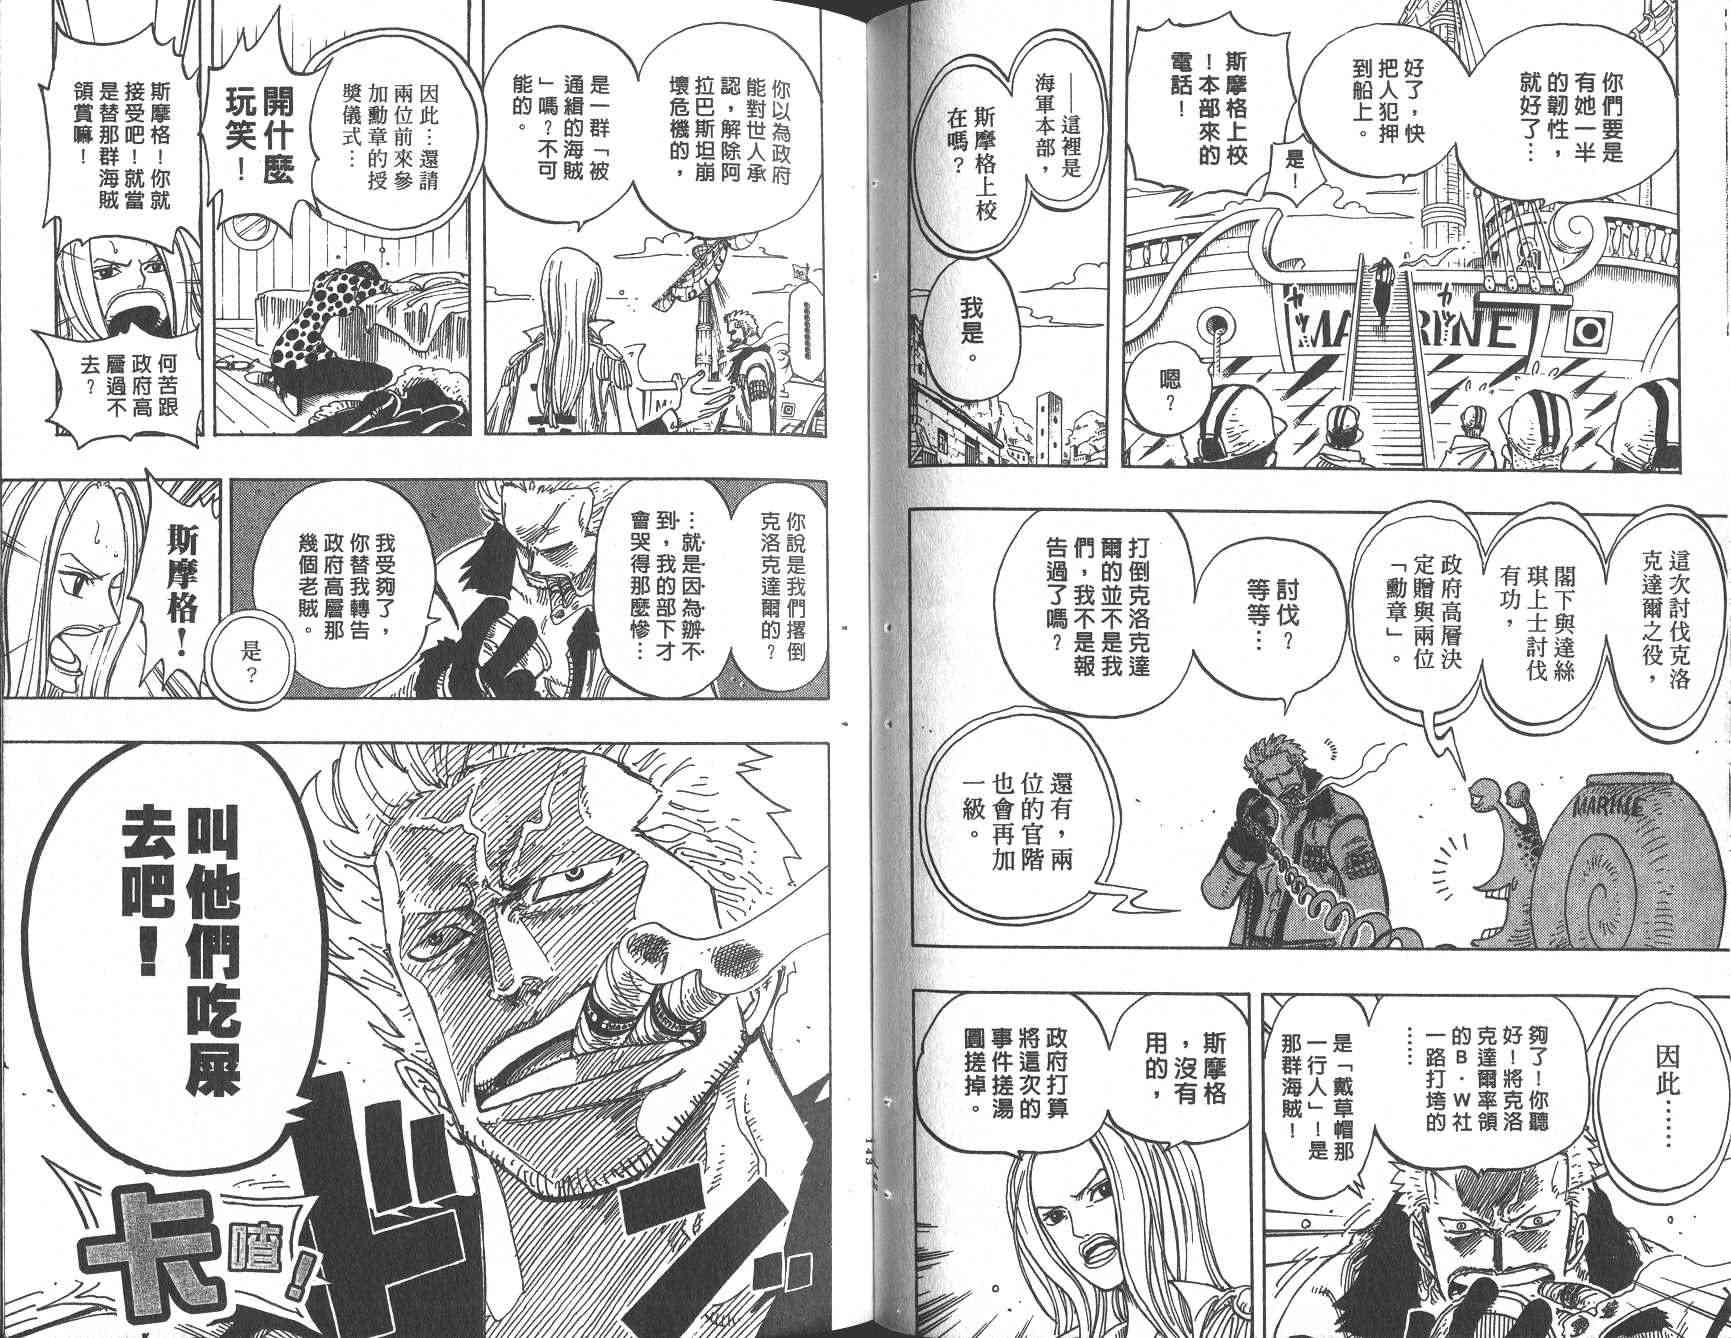 你們要是
有她一半
的韌性，
就好了…
好了，快
把人犯押
到船上。
是！
斯摩格上校
！本部來的
電話！
嗯？
MARINE
——這裡是
海軍本部，
斯摩格上校
在嗎？
我是。
這次討伐克洛
克達爾之役，
閣下與達絲
琪上士討伐
有功，
政府高層決
定贈與兩位
「勳章」。
討伐？
等等…
打倒克洛克達
爾的並不是我
們，我不是報
告過了嗎？
MARINE
還有，兩
位的官階
也會再加
一級。
因此……
夠了！你聽
好！將克洛
克達爾率領
的B・W社
一路打垮的
……
是「戴草帽那
一行人」！是
那群海賊！
斯摩格
，沒有
用的，
政府打算
將這次的
事件搓湯
圓搓掉。
你以為政府
能對世人承
認，解除阿
拉巴斯坦崩
壞危機的，
是一群「被
通緝的海賊
」嗎？不可
能的。
因此…還請
兩位前來參
加勳章的授
獎儀式…
開什麼
玩笑！
斯摩格！你就
接受吧！就當
是替那群海賊
領賞嘛！
何苦跟
政府高
層過不
去？
你說是我們撂倒
克洛克達爾的？
…就是因為辦不
到，我的部下才
會哭得那麼慘…
我受夠了，
你替我轉告
政府高層那
幾個老賊。
是？
斯摩格！
叫他們吃屎
去吧！
卡
喳！